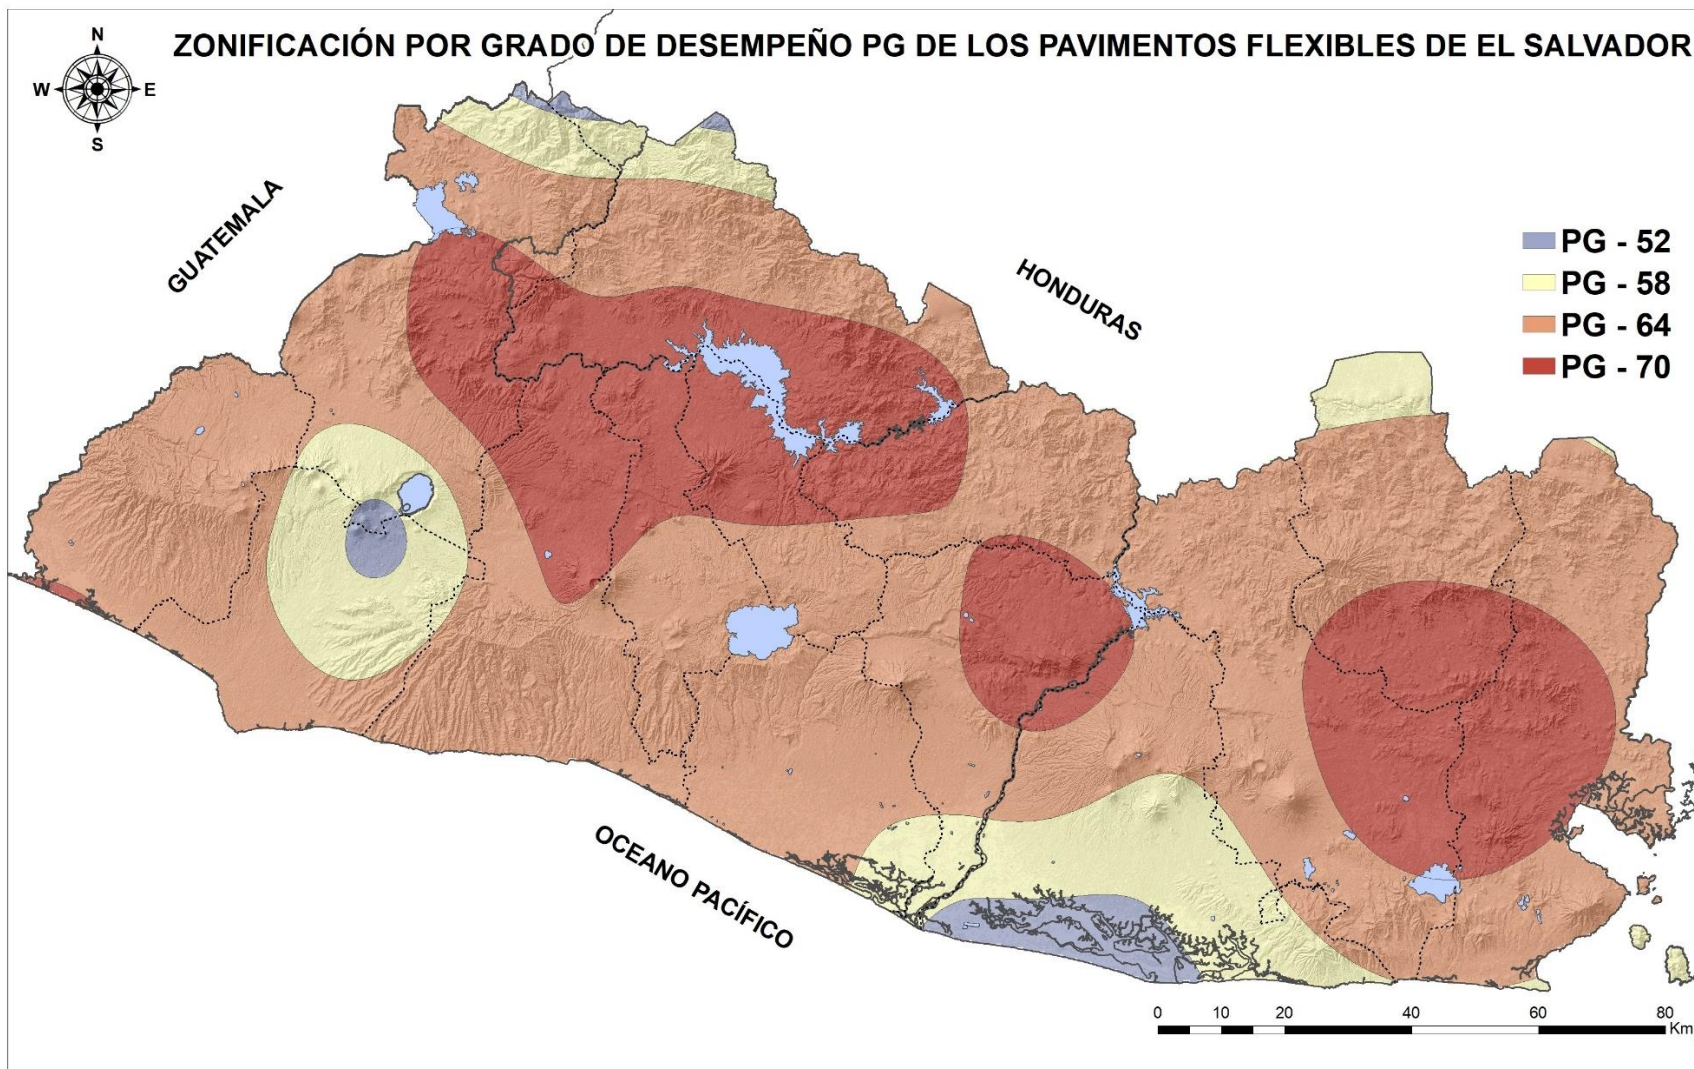 ZONIFICACIÓN POR GRADO DE DESEMPEÑO PG DE LOS PAVIMENTOS FLEXIBLES DE EL SALVADOR
N
W E
S
GUATEMALA
HONDURAS
PG - 52
PG - 58
PG - 64
PG - 70
OCEANO PACÍFICO
0 10 20 40 60 80
Km